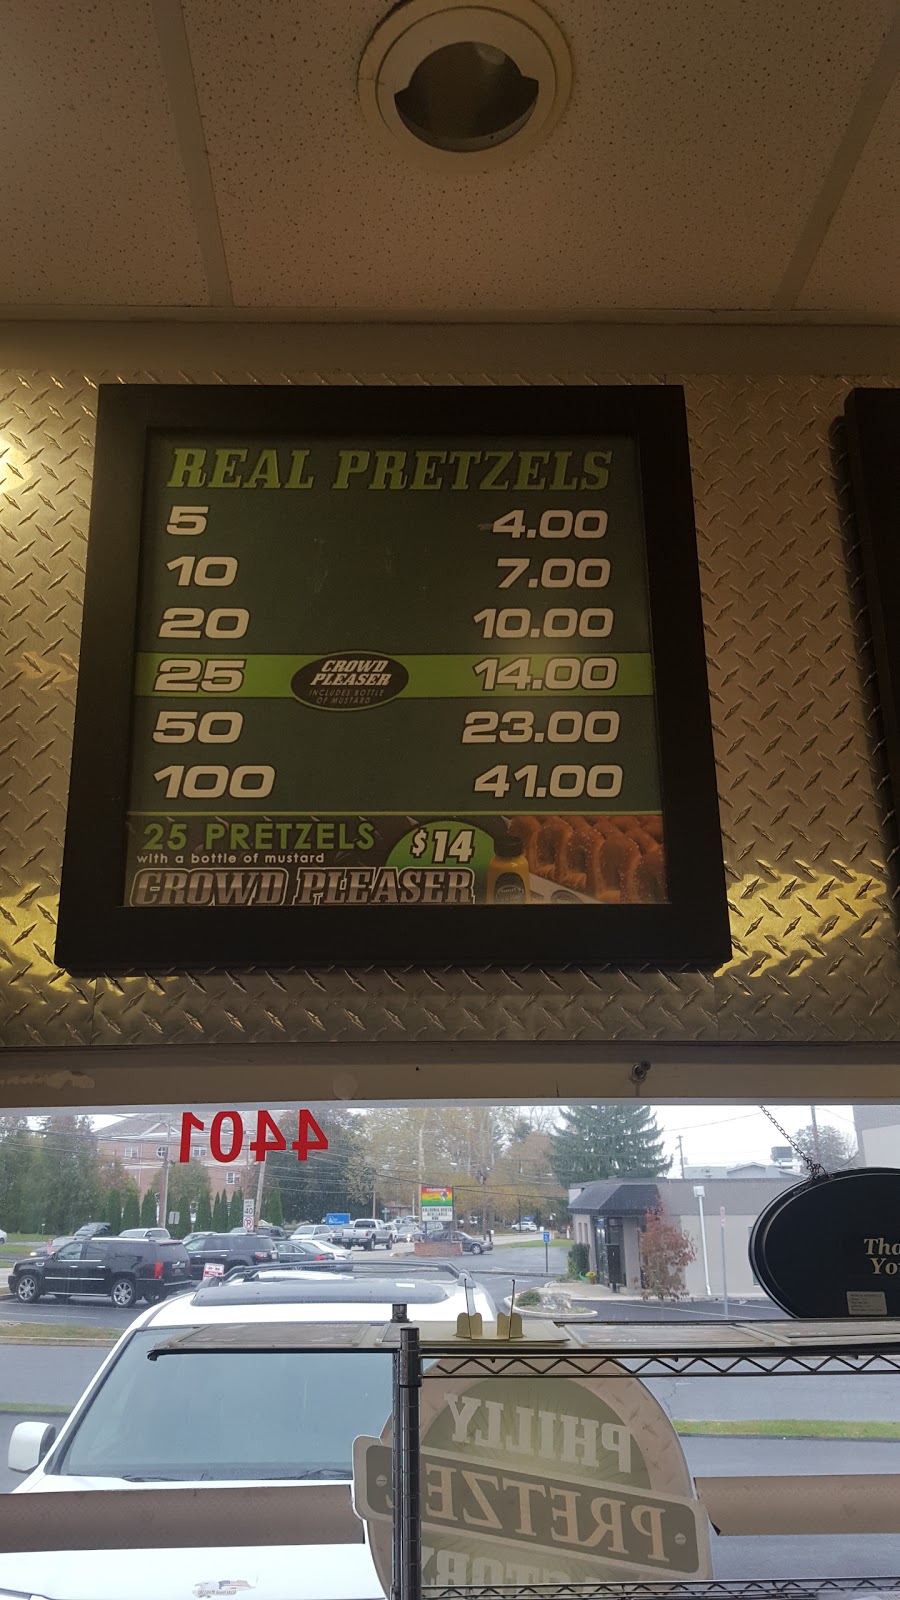 REAL PRETZELS
5 4.00
10 7.00
20 10.00
25 CROWD PLEASER INCLUDES BOTTLE OF MUSTARD 14.00
50 23.00
100 41.00
25 PRETZELS $14
with a bottle of mustard
CROWD PLEASER
4401
Tha
Yo
PHILLY
PRETZEL